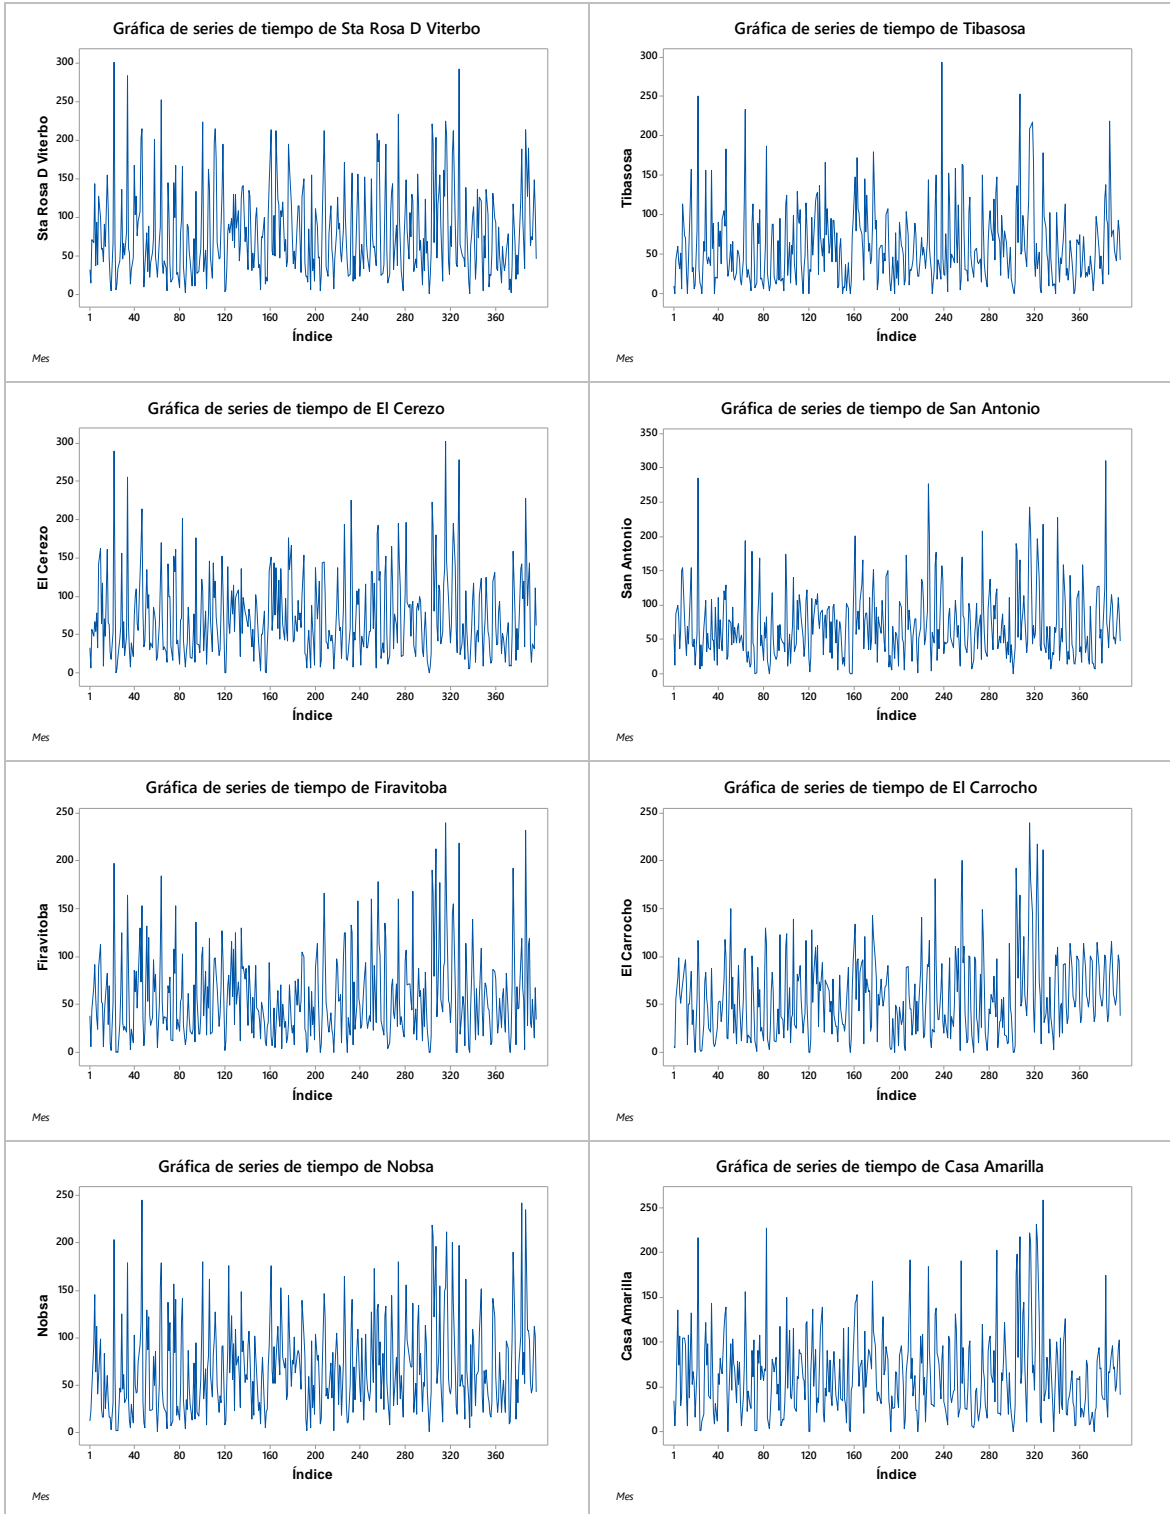 Gráfica de series de tiempo de Sta Rosa D Viterbo
300
250
200
150
100
50
0
Sta Rosa D Viterbo
1 40 80 120 160 200 240 280 320 360
Índice
Mes
Gráfica de series de tiempo de Tibasosa
300
250
200
150
100
50
0
Tibasosa
1 40 80 120 160 200 240 280 320 360
Índice
Mes
Gráfica de series de tiempo de El Cerezo
300
250
200
150
100
50
0
El Cerezo
1 40 80 120 160 200 240 280 320 360
Índice
Mes
Gráfica de series de tiempo de San Antonio
350
300
250
200
150
100
50
0
San Antonio
1 40 80 120 160 200 240 280 320 360
Índice
Mes
Gráfica de series de tiempo de Firavitoba
250
200
150
100
50
0
Firavitoba
1 40 80 120 160 200 240 280 320 360
Índice
Mes
Gráfica de series de tiempo de El Carrocho
250
200
150
100
50
0
El Carrocho
1 40 80 120 160 200 240 280 320 360
Índice
Mes
Gráfica de series de tiempo de Nobsa
250
200
150
100
50
0
Nobsa
1 40 80 120 160 200 240 280 320 360
Índice
Mes
Gráfica de series de tiempo de Casa Amarilla
250
200
150
100
50
0
Casa Amarilla
1 40 80 120 160 200 240 280 320 360
Índice
Mes